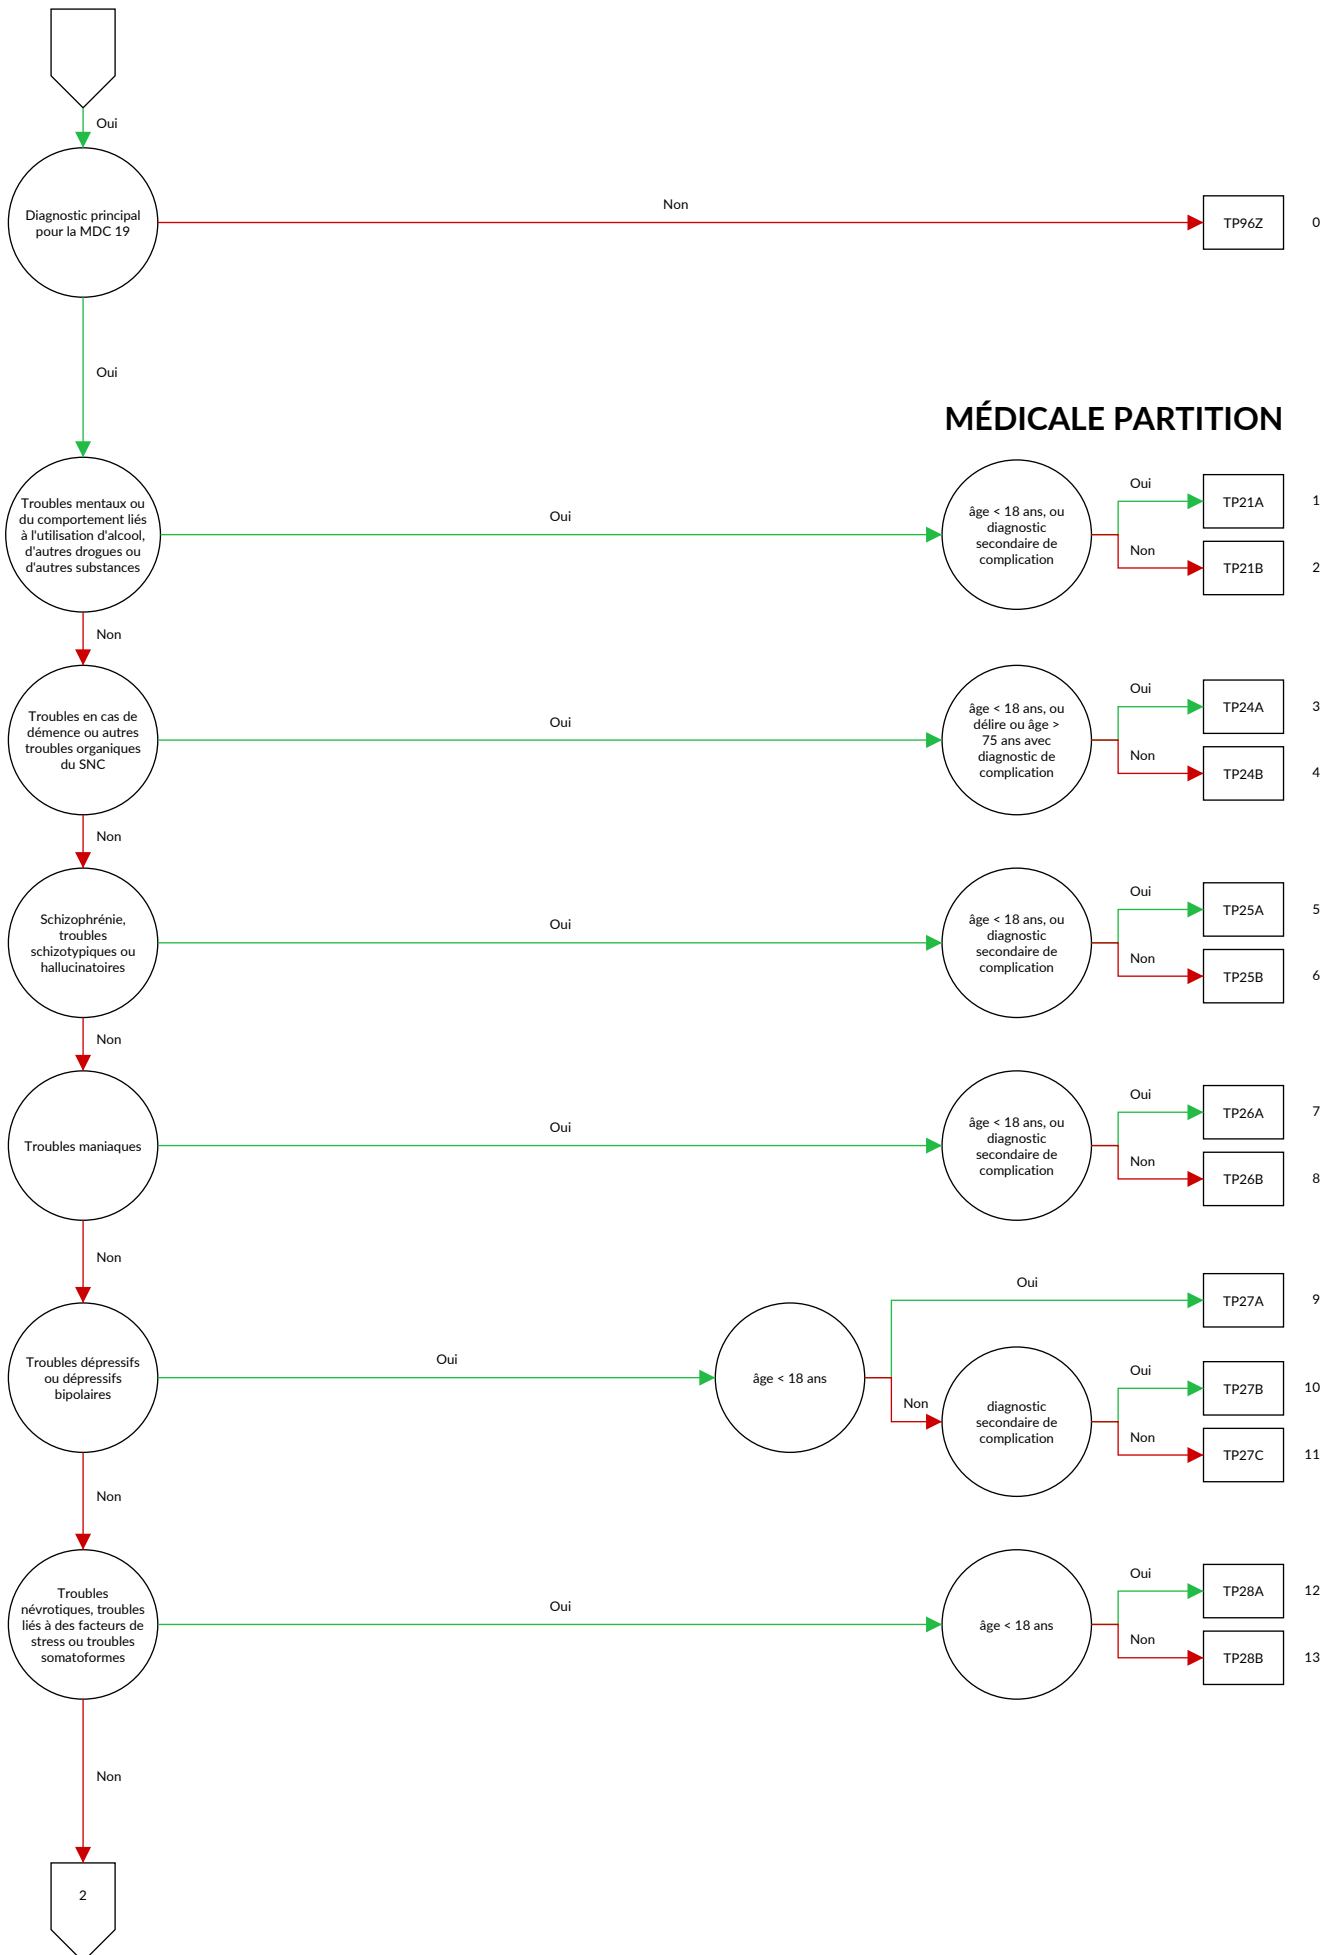 Oui
Diagnostic principal
pour la MDC 19
Non
TP96Z
0
Oui
MÉDICALE PARTITION
Troubles mentaux ou
du comportement liés
à l'utilisation d'alcool,
d'autres drogues ou
d'autres substances
Oui
âge < 18 ans, ou
diagnostic
secondaire de
complication
Oui
TP21A
1
Non
TP21B
2
Non
Troubles en cas de
démence ou autres
troubles organiques
du SNC
Oui
âge < 18 ans, ou
délire ou âge >
75 ans avec
diagnostic de
complication
Oui
TP24A
3
Non
TP24B
4
Non
Schizophrénie,
troubles
schizotypiques ou
hallucinatoires
Oui
âge < 18 ans, ou
diagnostic
secondaire de
complication
Oui
TP25A
5
Non
TP25B
6
Non
Troubles maniaques
Oui
âge < 18 ans, ou
diagnostic
secondaire de
complication
Oui
TP26A
7
Non
TP26B
8
Non
Troubles dépressifs
ou dépressifs
bipolaires
Oui
âge < 18 ans
Oui
TP27A
9
Non
diagnostic
secondaire de
complication
Oui
TP27B
10
Non
TP27C
11
Non
Troubles
névrotiques, troubles
liés à des facteurs de
stress ou troubles
somatoformes
Oui
âge < 18 ans
Oui
TP28A
12
Non
TP28B
13
Non
2